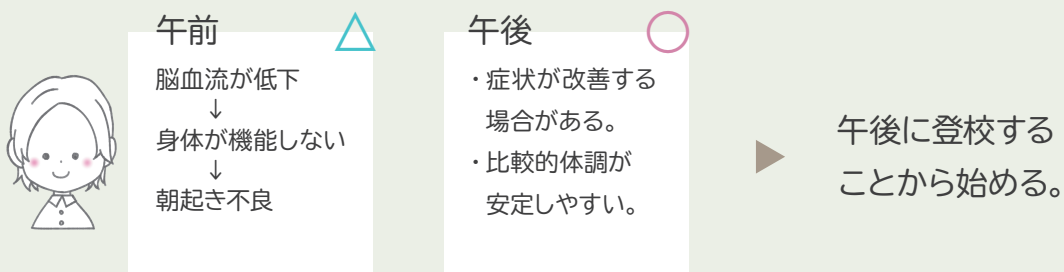 午前
脳血流が低下
↓
身体が機能しない
↓
朝起き不良
午後
・症状が改善する
場合がある。
・比較的体調が
安定しやすい。
午後に登校する
ことから始める。